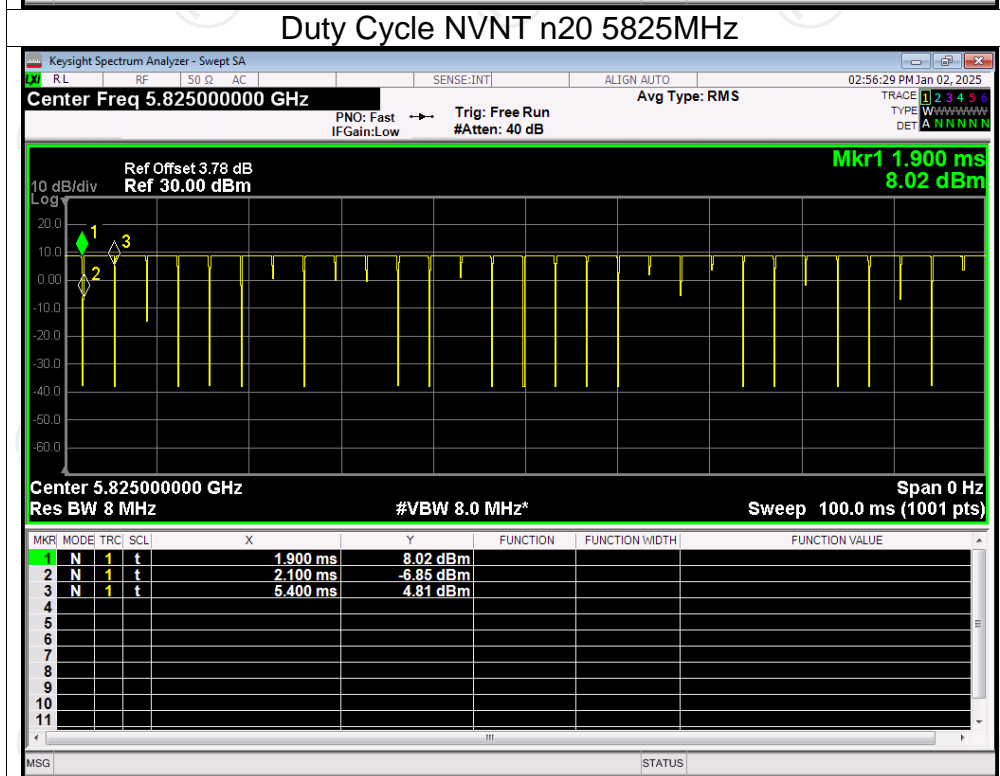 Duty Cycle NVNT n20 5825MHz
Keysight Spectrum Analyzer - Swept SA
LXI RL RF 50 Ω AC SENSE:INT ALIGN AUTO 02:56:29 PM Jan 02, 2025
Center Freq 5.825000000 GHz Avg Type: RMS TRACE 1 2 3 4 5 6
PNO: Fast Trig: Free Run TYPE WWWWWW
IFGain:Low #Atten: 40 dB DET A N N N N N
Mkr1 1.900 ms
8.02 dBm
Ref Offset 3.78 dB
10 dB/div Ref 30.00 dBm
Log
20.0
10.0
0.00
-10.0
-20.0
-30.0
-40.0
-50.0
-60.0
1
2
3
Center 5.825000000 GHz Span 0 Hz
Res BW 8 MHz #VBW 8.0 MHz* Sweep 100.0 ms (1001 pts)
MKR MODE TRC SCL X Y FUNCTION FUNCTION WIDTH FUNCTION VALUE
1 N 1 t 1.900 ms 8.02 dBm
2 N 1 t 2.100 ms -6.85 dBm
3 N 1 t 5.400 ms 4.81 dBm
4
5
6
7
8
9
10
11
MSG STATUS